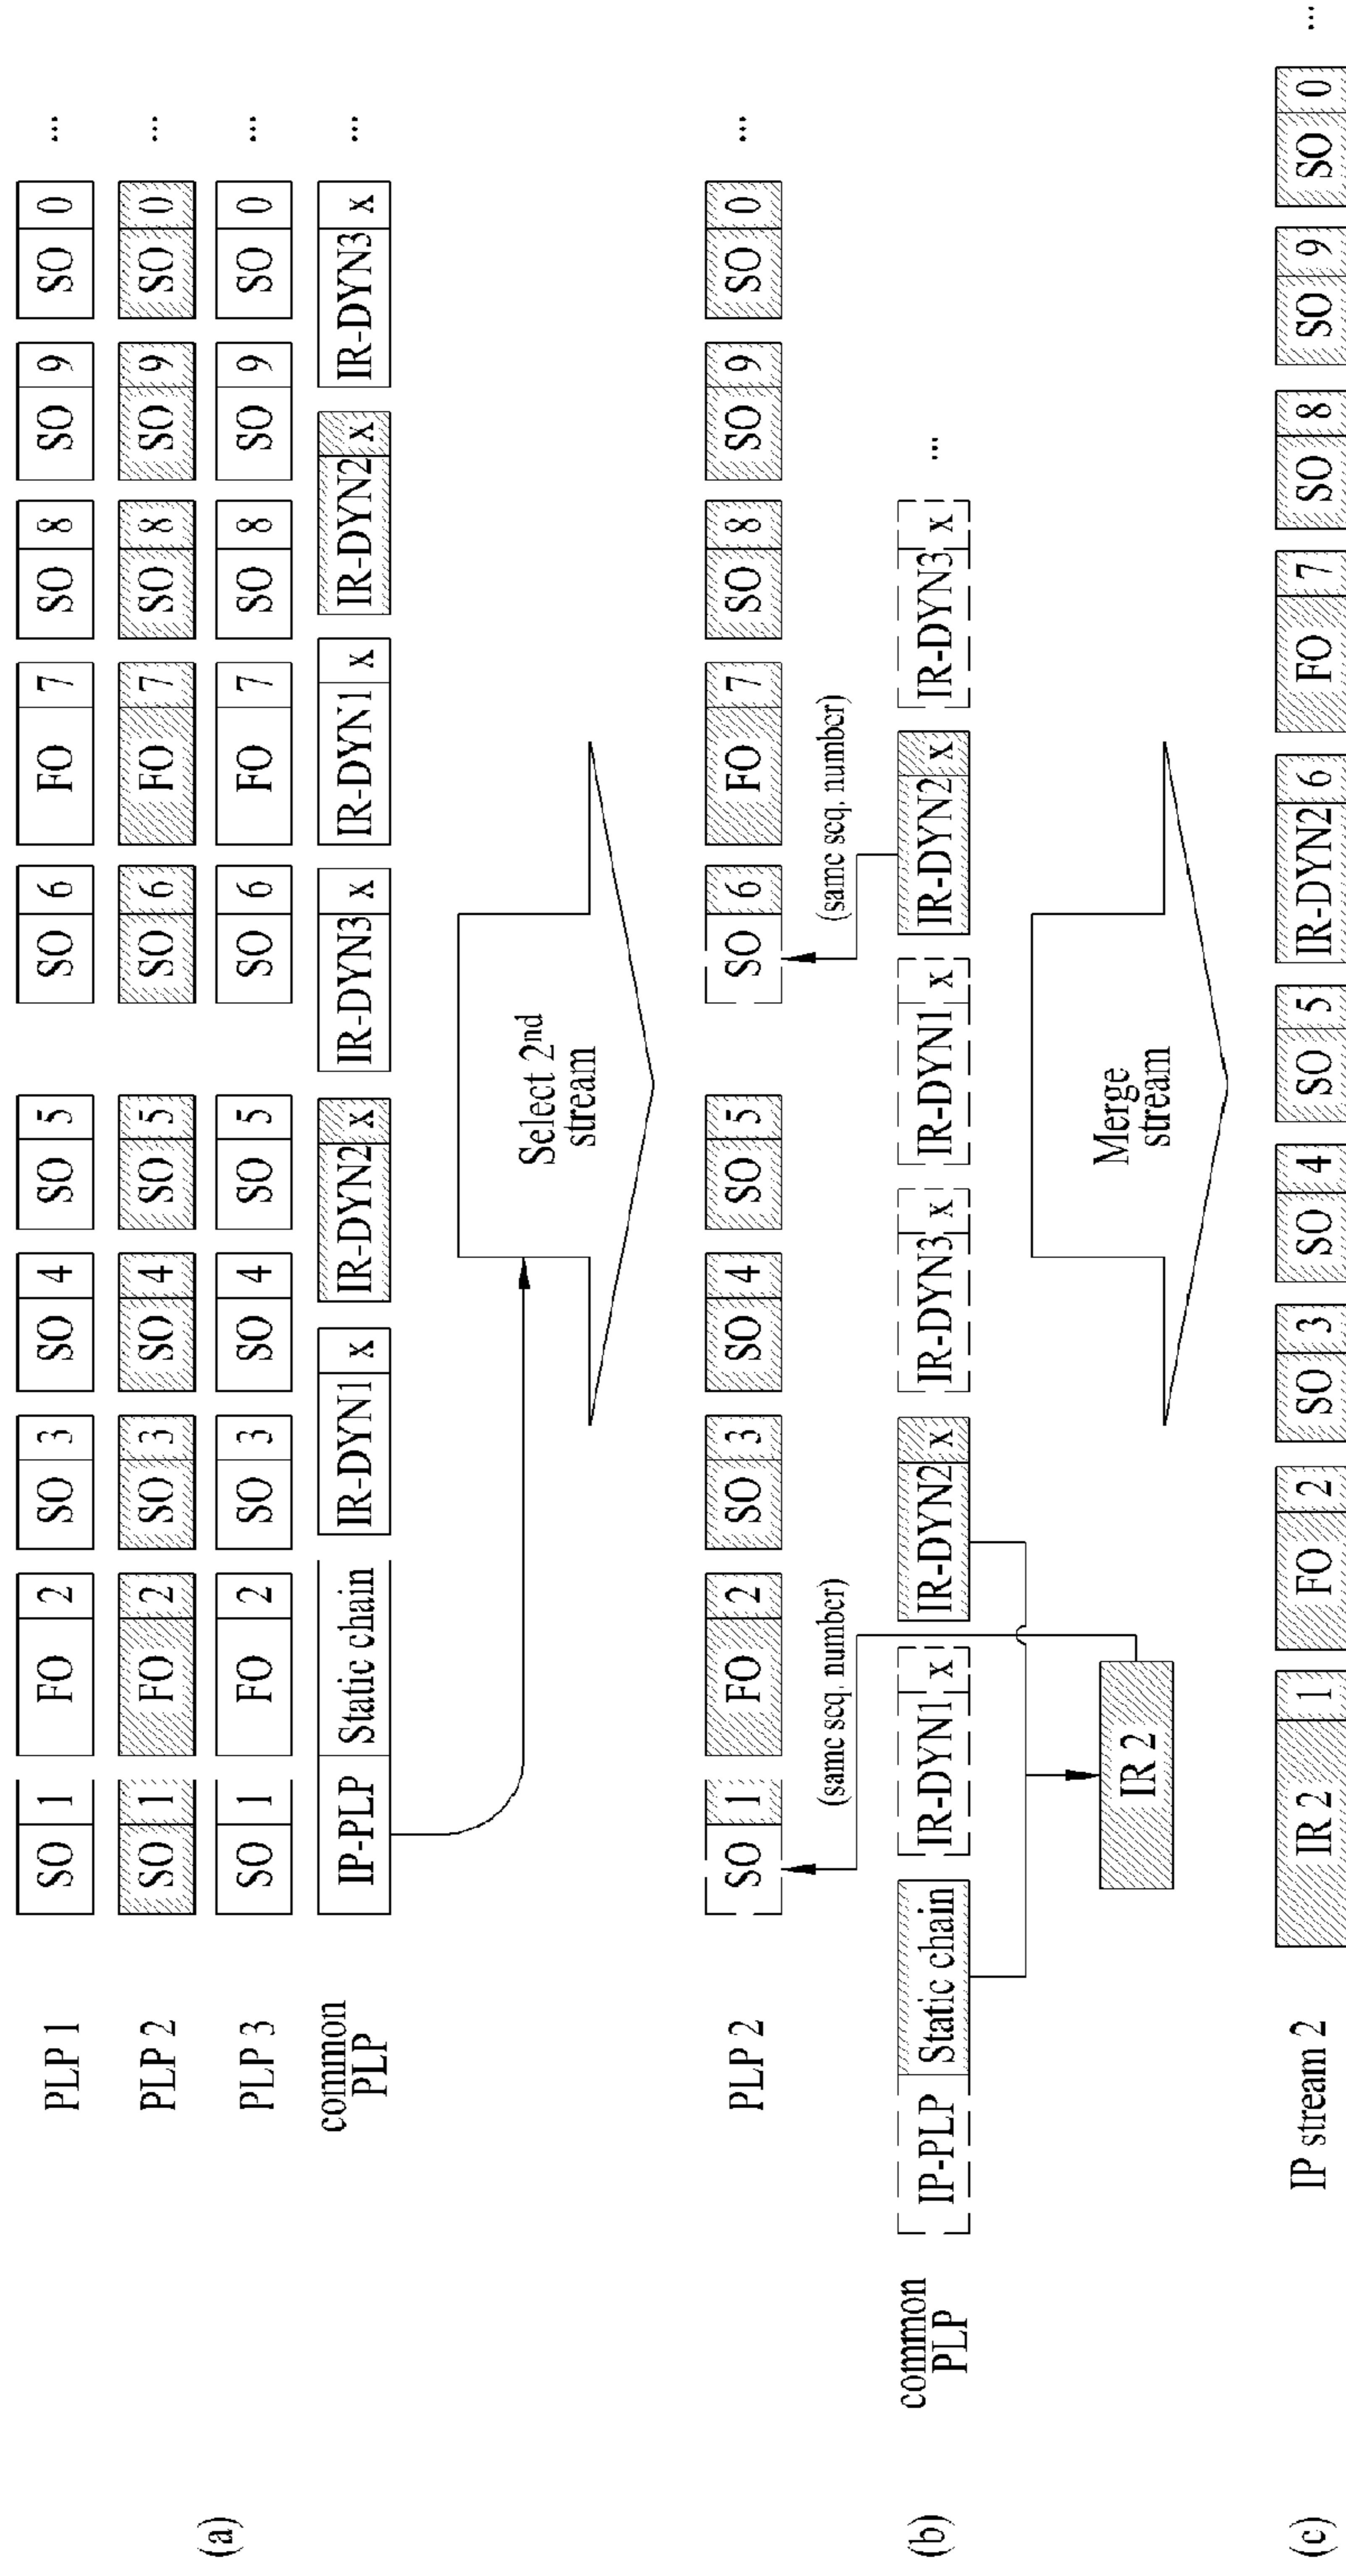 (a)
PLP 1 SO 1 FO 2 SO 3 SO 4 SO 5 SO 6 FO 7 SO 8 SO 9 SO 0 ...
PLP 2 SO 1 FO 2 SO 3 SO 4 SO 5 SO 6 FO 7 SO 8 SO 9 SO 0 ...
PLP 3 SO 1 FO 2 SO 3 SO 4 SO 5 SO 6 FO 7 SO 8 SO 9 SO 0 ...
common
PLP
IP-PLP Static chain IR-DYN1 x IR-DYN2 x IR-DYN3 x IR-DYN1 x IR-DYN2 x IR-DYN3 x ...
Select 2nd
stream
(b)
PLP 2 SO 1 FO 2 SO 3 SO 4 SO 5 SO 6 FO 7 SO 8 SO 9 SO 0 ...
(same seq. number) (same seq. number)
common
PLP
IP-PLP Static chain IR-DYN1 x IR-DYN2 x IR-DYN3 x IR-DYN1 x IR-DYN2 x IR-DYN3 x ...
IR 2
Merge
stream
(c)
IP stream 2 IR 2 1 FO 2 SO 3 SO 4 SO 5 IR-DYN2 6 FO 7 SO 8 SO 9 SO 0 ...